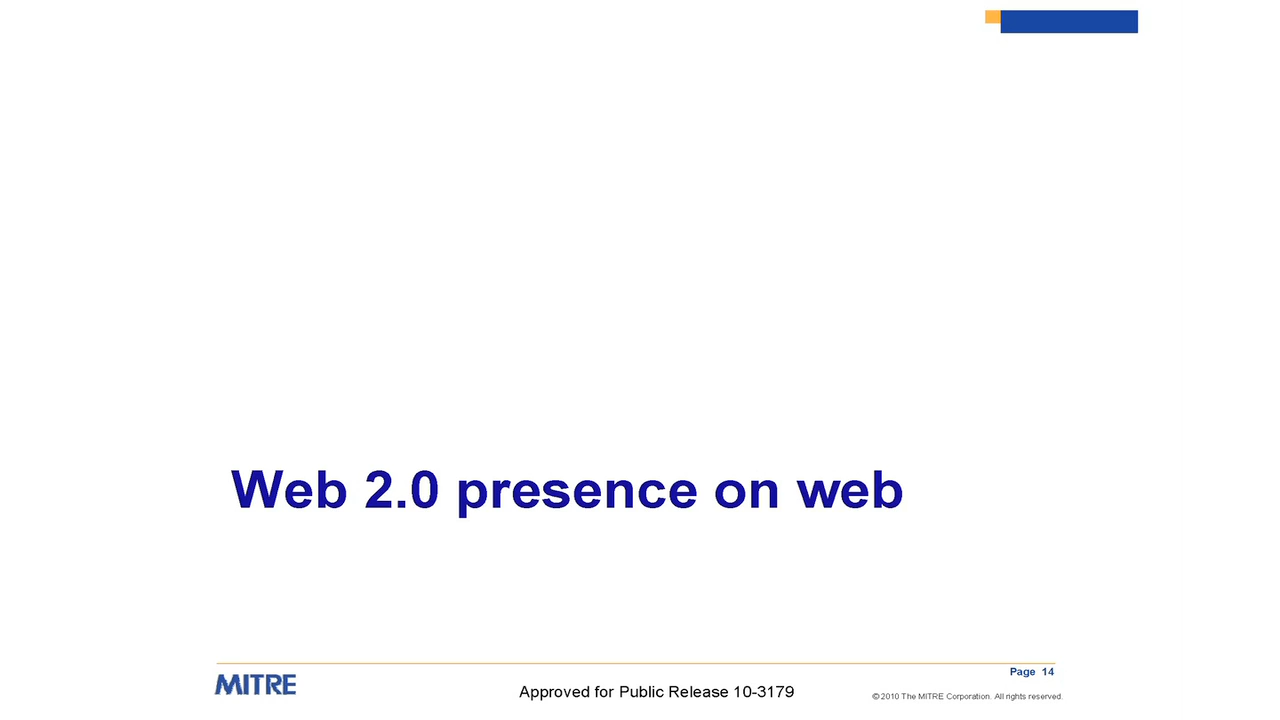 Web 2.0 presence on web
Page 14
MITRE
Approved for Public Release 10-3179
© 2010 The MITRE Corporation. All rights reserved.